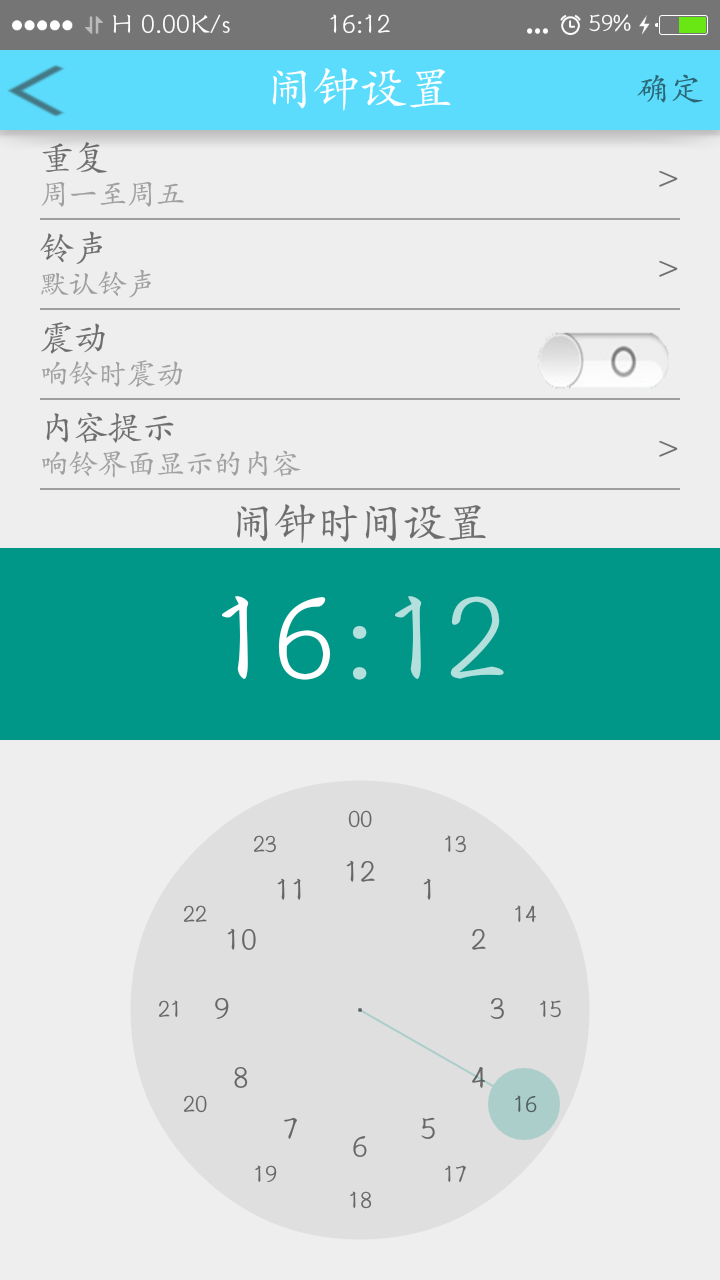 H 0.00K/s 16:12 ... 59%
闹钟设置 确定
重复
周一至周五 >
铃声
默认铃声 >
震动
响铃时震动
内容提示
响铃界面显示的内容 >
闹钟时间设置
16:12
00
23 13
12
11 1
22 14
10 2
21 9 3 15
8 4
20 16
7 5
6
19 17
18